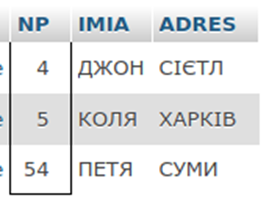 NP IMIA ADRES
4 ДЖОН СІЄТЛ
5 КОЛЯ ХАРКІВ
54 ПЕТЯ СУМИ